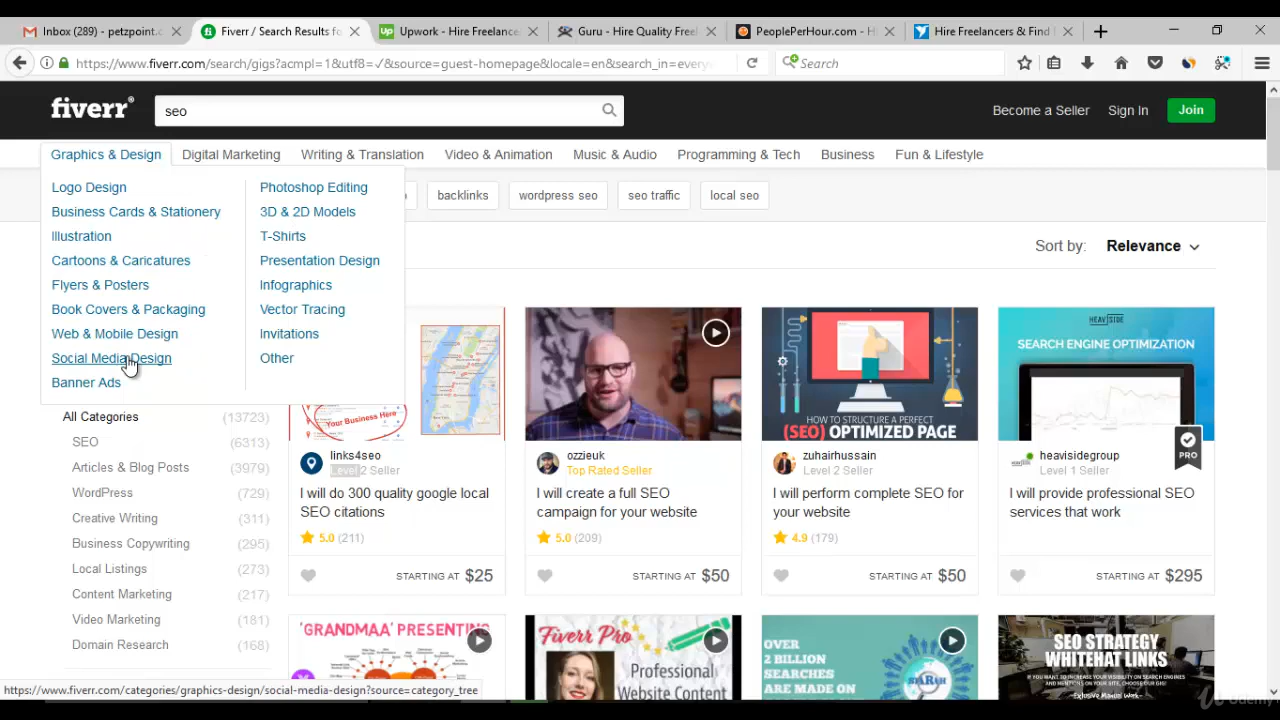 Inbox (289) - petzpoint.c
Fiverr / Search Results fo
Upwork - Hire Freelance
Guru - Hire Quality Freel
PeoplePerHour.com - H
Hire Freelancers & Find
https://www.fiverr.com/search/gigs?acmpl=1&utf8=✓&source=guest-homepage&locale=en&search_in=everyw
Search
fiverr®
seo
Become a Seller
Sign In
Join
Graphics & Design
Digital Marketing
Writing & Translation
Video & Animation
Music & Audio
Programming & Tech
Business
Fun & Lifestyle
Logo Design
Business Cards & Stationery
Illustration
Cartoons & Caricatures
Flyers & Posters
Book Covers & Packaging
Web & Mobile Design
Social Media Design
Banner Ads
Photoshop Editing
3D & 2D Models
T-Shirts
Presentation Design
Infographics
Vector Tracing
Invitations
Other
backlinks
wordpress seo
seo traffic
local seo
Sort by: Relevance
All Categories (13723)
SEO (6313)
Articles & Blog Posts (3979)
WordPress (729)
Creative Writing (311)
Business Copywriting (295)
Local Listings (273)
Content Marketing (217)
Video Marketing (181)
Domain Research (168)
Your Business Here
links4seo
Level 2 Seller
I will do 300 quality google local
SEO citations
5.0 (211)
STARTING AT $25
ozzieuk
Top Rated Seller
I will create a full SEO
campaign for your website
5.0 (209)
STARTING AT $50
HOW TO STRUCTURE A PERFECT
(SEO) OPTIMIZED PAGE
zuhairhussain
Level 2 Seller
I will perform complete SEO for
your website
4.9 (179)
STARTING AT $50
HEAVISIDE
SEARCH ENGINE OPTIMIZATION
PRO
heavisidegroup
Level 1 Seller
I will provide professional SEO
services that work
STARTING AT $295
'GRANDMAA' PRESENTING
Fiverr Pro
Professional
Website Content
OVER
2 BILLION
SEARCHES
ARE MADE ON
SEO STRATEGY
WHITEHAT LINKS
https://www.fiverr.com/categories/graphics-design/social-media-design?source=category_tree
Udemy